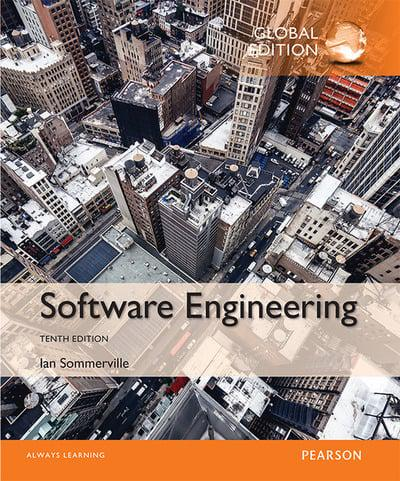 GLOBAL
EDITION
Software Engineering
TENTH EDITION
Ian Sommerville
ALWAYS LEARNING
PEARSON